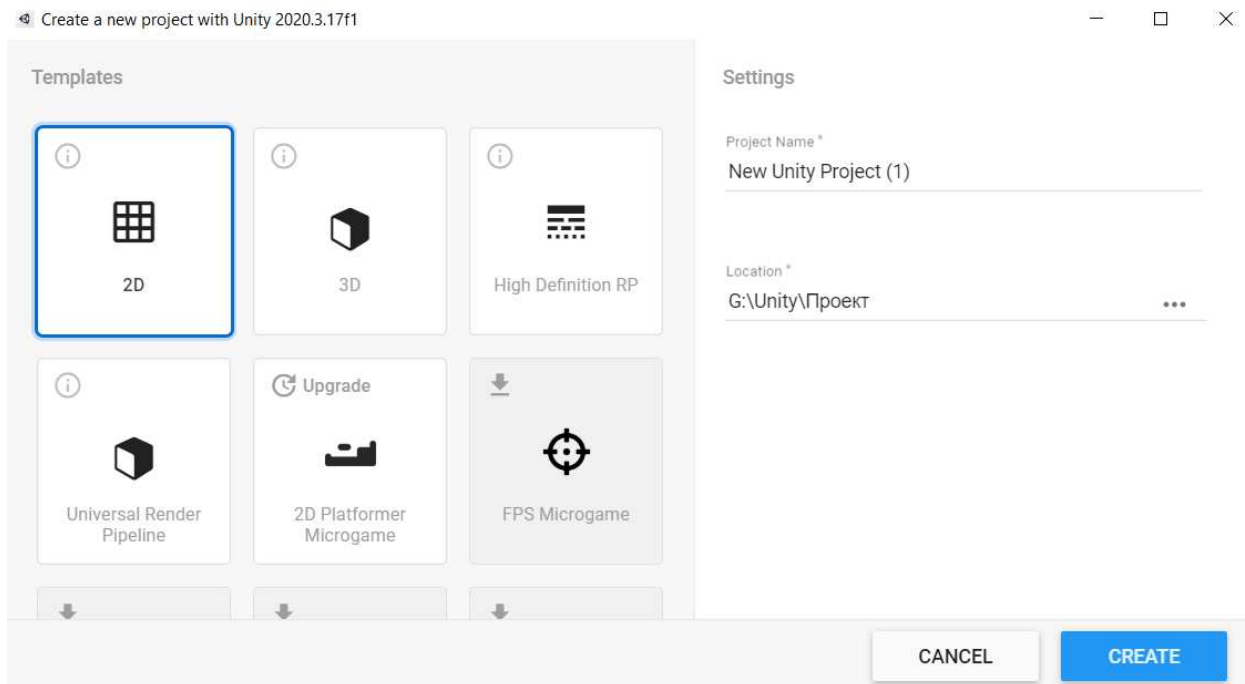 Create a new project with Unity 2020.3.17f1
Templates
2D
3D
High Definition RP
Universal Render
Pipeline
Upgrade
2D Platformer
Microgame
FPS Microgame
Settings
Project Name *
New Unity Project (1)
Location *
G:\Unity\Проект
CANCEL
CREATE